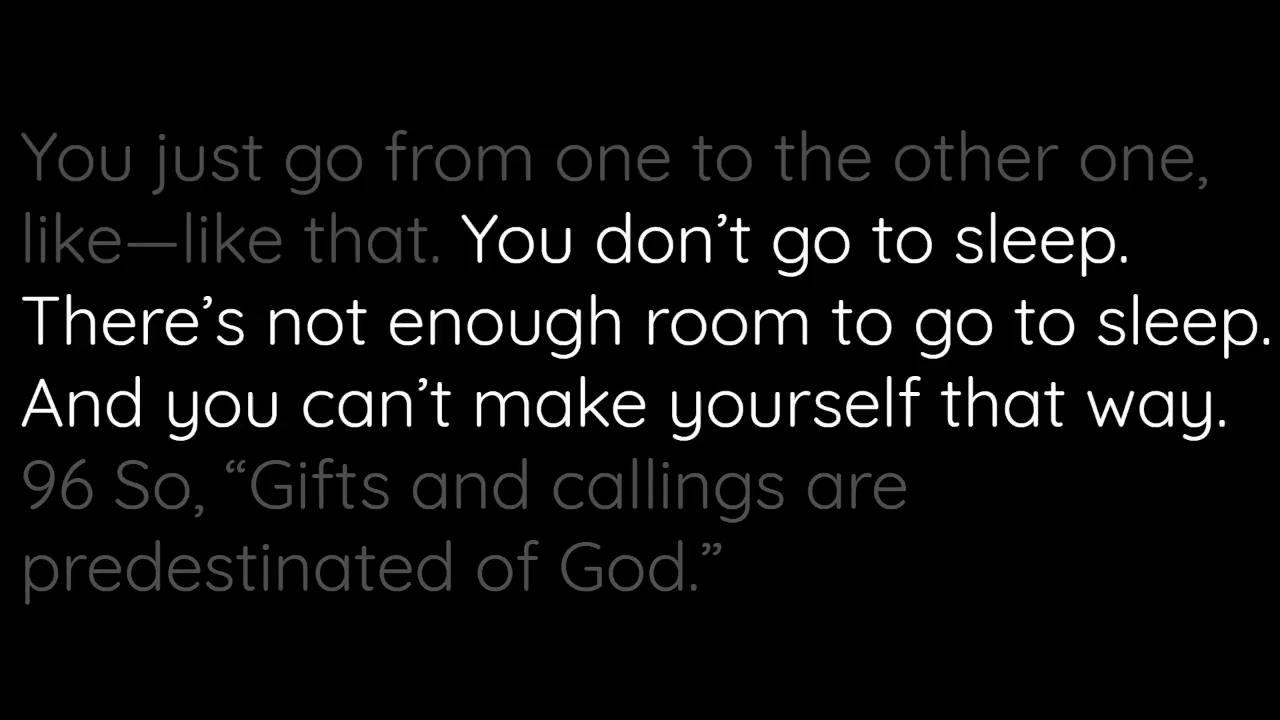 You just go from one to the other one,
like—like that. You don’t go to sleep.
There’s not enough room to go to sleep.
And you can’t make yourself that way.
96 So, “Gifts and callings are
predestinated of God.”